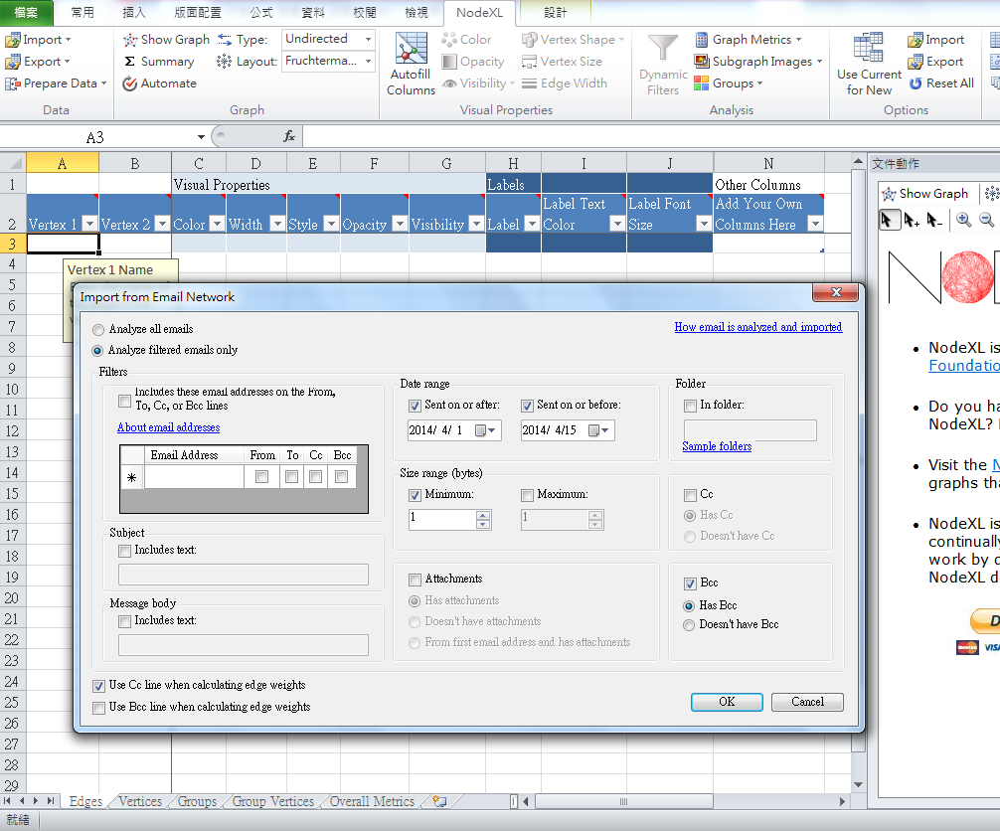 檔案 常用 插入 版面配置 公式 資料 校閱 檢視 NodeXL 設計
Import Show Graph Type: Undirected Color Vertex Shape Graph Metrics Import
Export Summary Layout: Fruchterma... Opacity Vertex Size Subgraph Images Export
Prepare Data Automate Autofill Columns Visibility Edge Width Dynamic Filters Groups Use Current for New Reset All
Data Graph Visual Properties Analysis Options
A3 fx
A B C D E F G H I J N 文件動作
1 Visual Properties Labels Other Columns Show Graph
2 Vertex 1 Vertex 2 Color Width Style Opacity Visibility Label Label Text Color Label Font Size Add Your Own Columns Here
3
4
Vertex 1 Name
5
6
7
8
9
10
11
12
13
14
15
16
17
18
19
20
21
22
23
24
25
26
27
28
29
Import from Email Network
Analyze all emails How email is analyzed and imported
Analyze filtered emails only
Filters
Includes these email addresses on the From,
To, Cc, or Bcc lines
About email addresses
Email Address From To Cc Bcc
*
Subject
Includes text:
Message body
Includes text:
Date range
Sent on or after: Sent on or before:
2014/ 4/ 1 2014/ 4/15
Size range (bytes)
Minimum: Maximum:
1 1
Attachments
Has attachments
Doesn't have attachments
From first email address and has attachments
Folder
In folder:
Sample folders
Cc
Has Cc
Doesn't have Cc
Bcc
Has Bcc
Doesn't have Bcc
Use Cc line when calculating edge weights
Use Bcc line when calculating edge weights
OK Cancel
NO
NodeXL is
Foundatio
Do you ha
NodeXL?
Visit the N
graphs tha
NodeXL is
continually
work by d
NodeXL d
D
VISA
Edges Vertices Groups Group Vertices Overall Metrics
就緒